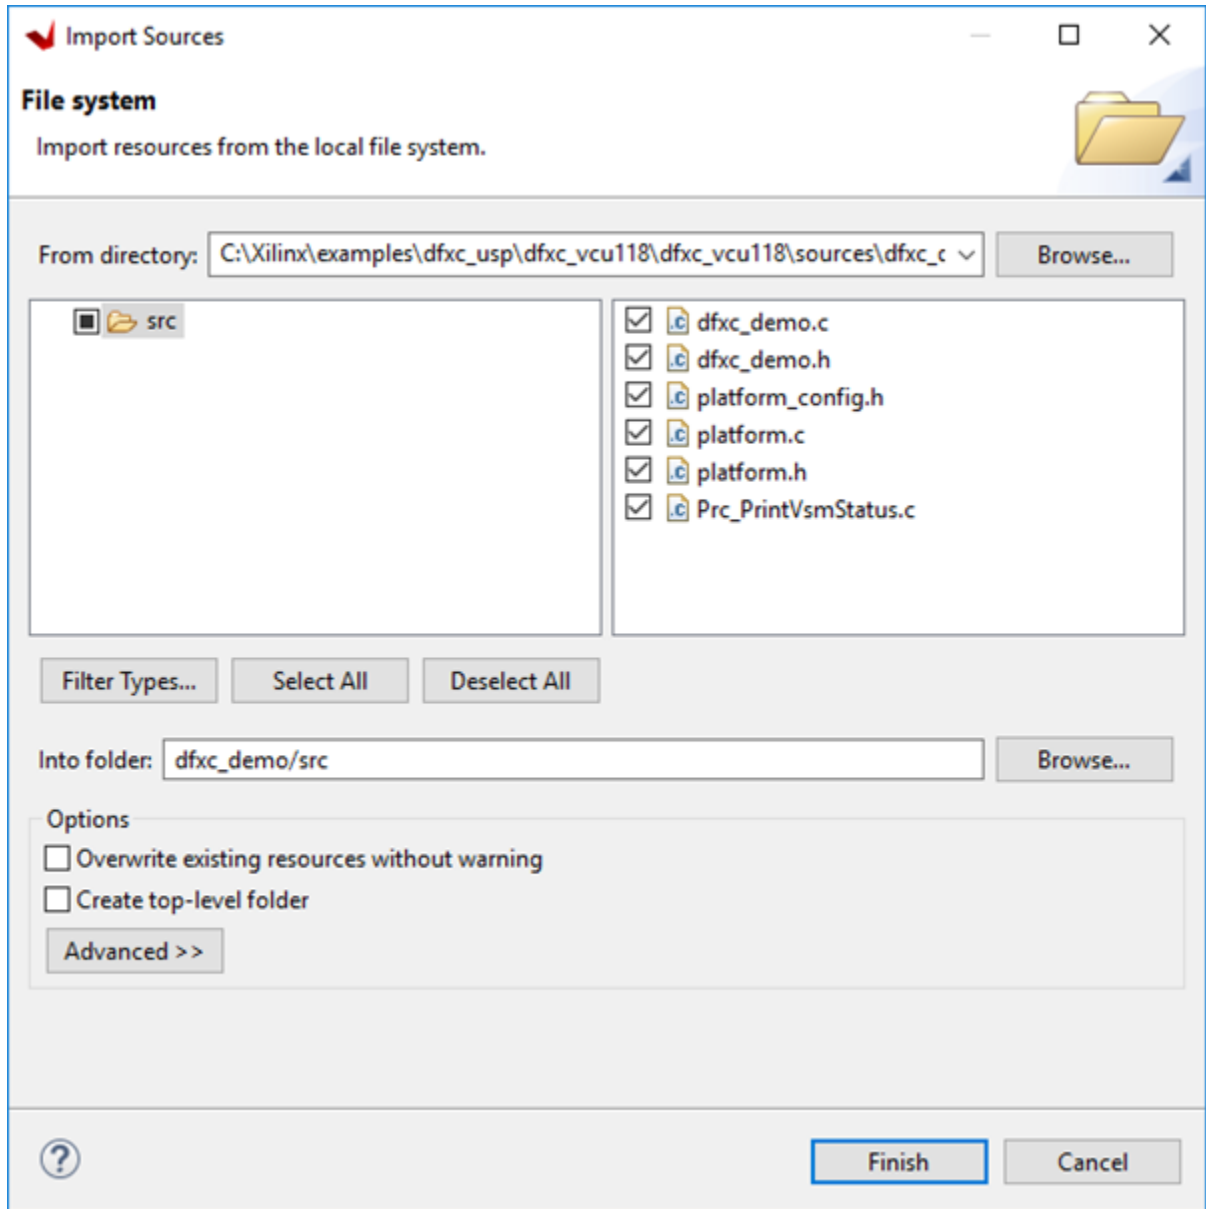 Import Sources
File system
Import resources from the local file system.
From directory: C:\Xilinx\examples\dfxc_usp\dfxc_vcu118\dfxc_vcu118\sources\dfxc_c Browse...
src
dfxc_demo.c
dfxc_demo.h
platform_config.h
platform.c
platform.h
Prc_PrintVsmStatus.c
Filter Types... Select All Deselect All
Into folder: dfxc_demo/src Browse...
Options
Overwrite existing resources without warning
Create top-level folder
Advanced >>
Finish Cancel